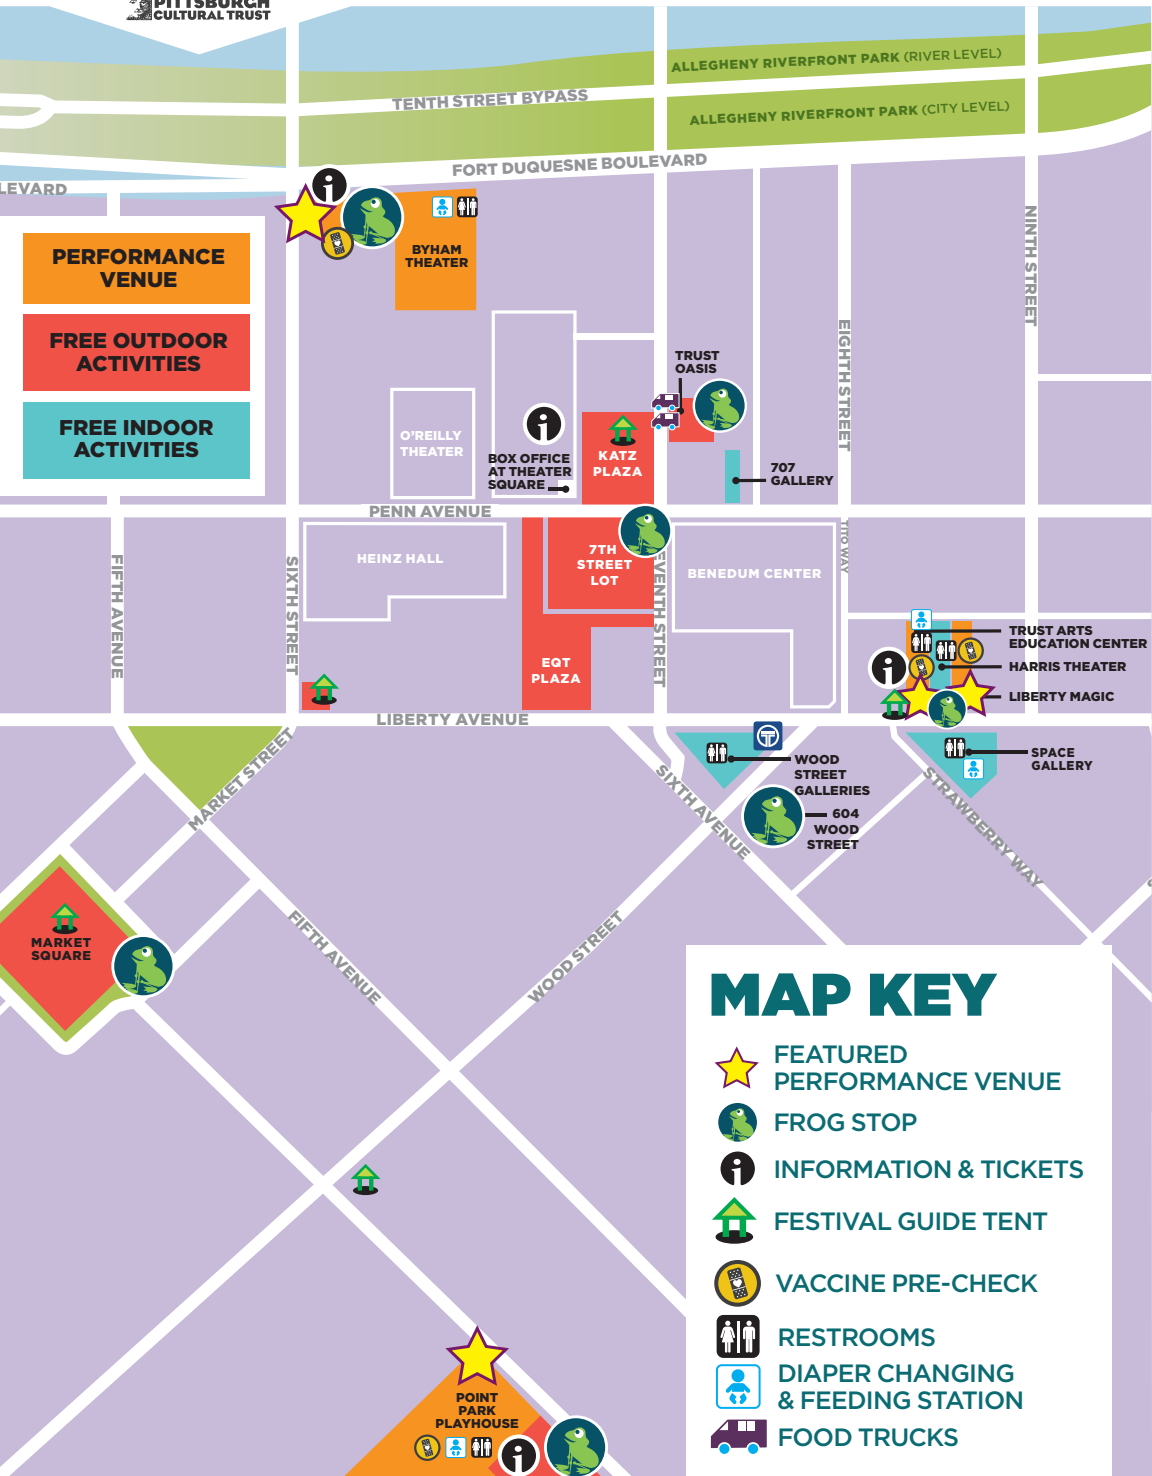 PITTSBURGH
CULTURAL TRUST
ALLEGHENY RIVERFRONT PARK (RIVER LEVEL)
TENTH STREET BYPASS
ALLEGHENY RIVERFRONT PARK (CITY LEVEL)
FORT DUQUESNE BOULEVARD
LEVARD
PERFORMANCE
VENUE
FREE OUTDOOR
ACTIVITIES
FREE INDOOR
ACTIVITIES
BYHAM
THEATER
NINTH STREET
EIGHTH STREET
TRUST
OASIS
O'REILLY
THEATER
BOX OFFICE
AT THEATER
SQUARE
KATZ
PLAZA
707
GALLERY
PENN AVENUE
HEINZ HALL
7TH
STREET
LOT
BENEDUM CENTER
TITO WAY
FIFTH AVENUE
SIXTH STREET
EVENTH STREET
EQT
PLAZA
TRUST ARTS
EDUCATION CENTER
HARRIS THEATER
LIBERTY MAGIC
LIBERTY AVENUE
MARKET STREET
SIXTH AVENUE
WOOD
STREET
GALLERIES
604
WOOD
STREET
SPACE
GALLERY
STRAWBERRY WAY
MARKET
SQUARE
FIFTH AVENUE
WOOD STREET
MAP KEY
FEATURED
PERFORMANCE VENUE
FROG STOP
INFORMATION & TICKETS
FESTIVAL GUIDE TENT
VACCINE PRE-CHECK
RESTROOMS
DIAPER CHANGING
& FEEDING STATION
FOOD TRUCKS
POINT
PARK
PLAYHOUSE